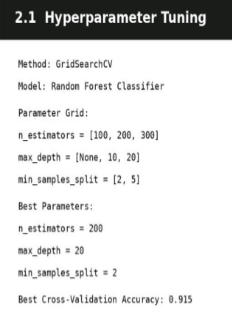 2.1 Hyperparameter Tuning
Method: GridSearchCV
Model: Random Forest Classifier
Parameter Grid:
n_estimators = [100, 200, 300]
max_depth = [None, 10, 20]
min_samples_split = [2, 5]
Best Parameters:
n_estimators = 200
max_depth = 20
min_samples_split = 2
Best Cross-Validation Accuracy: 0.915